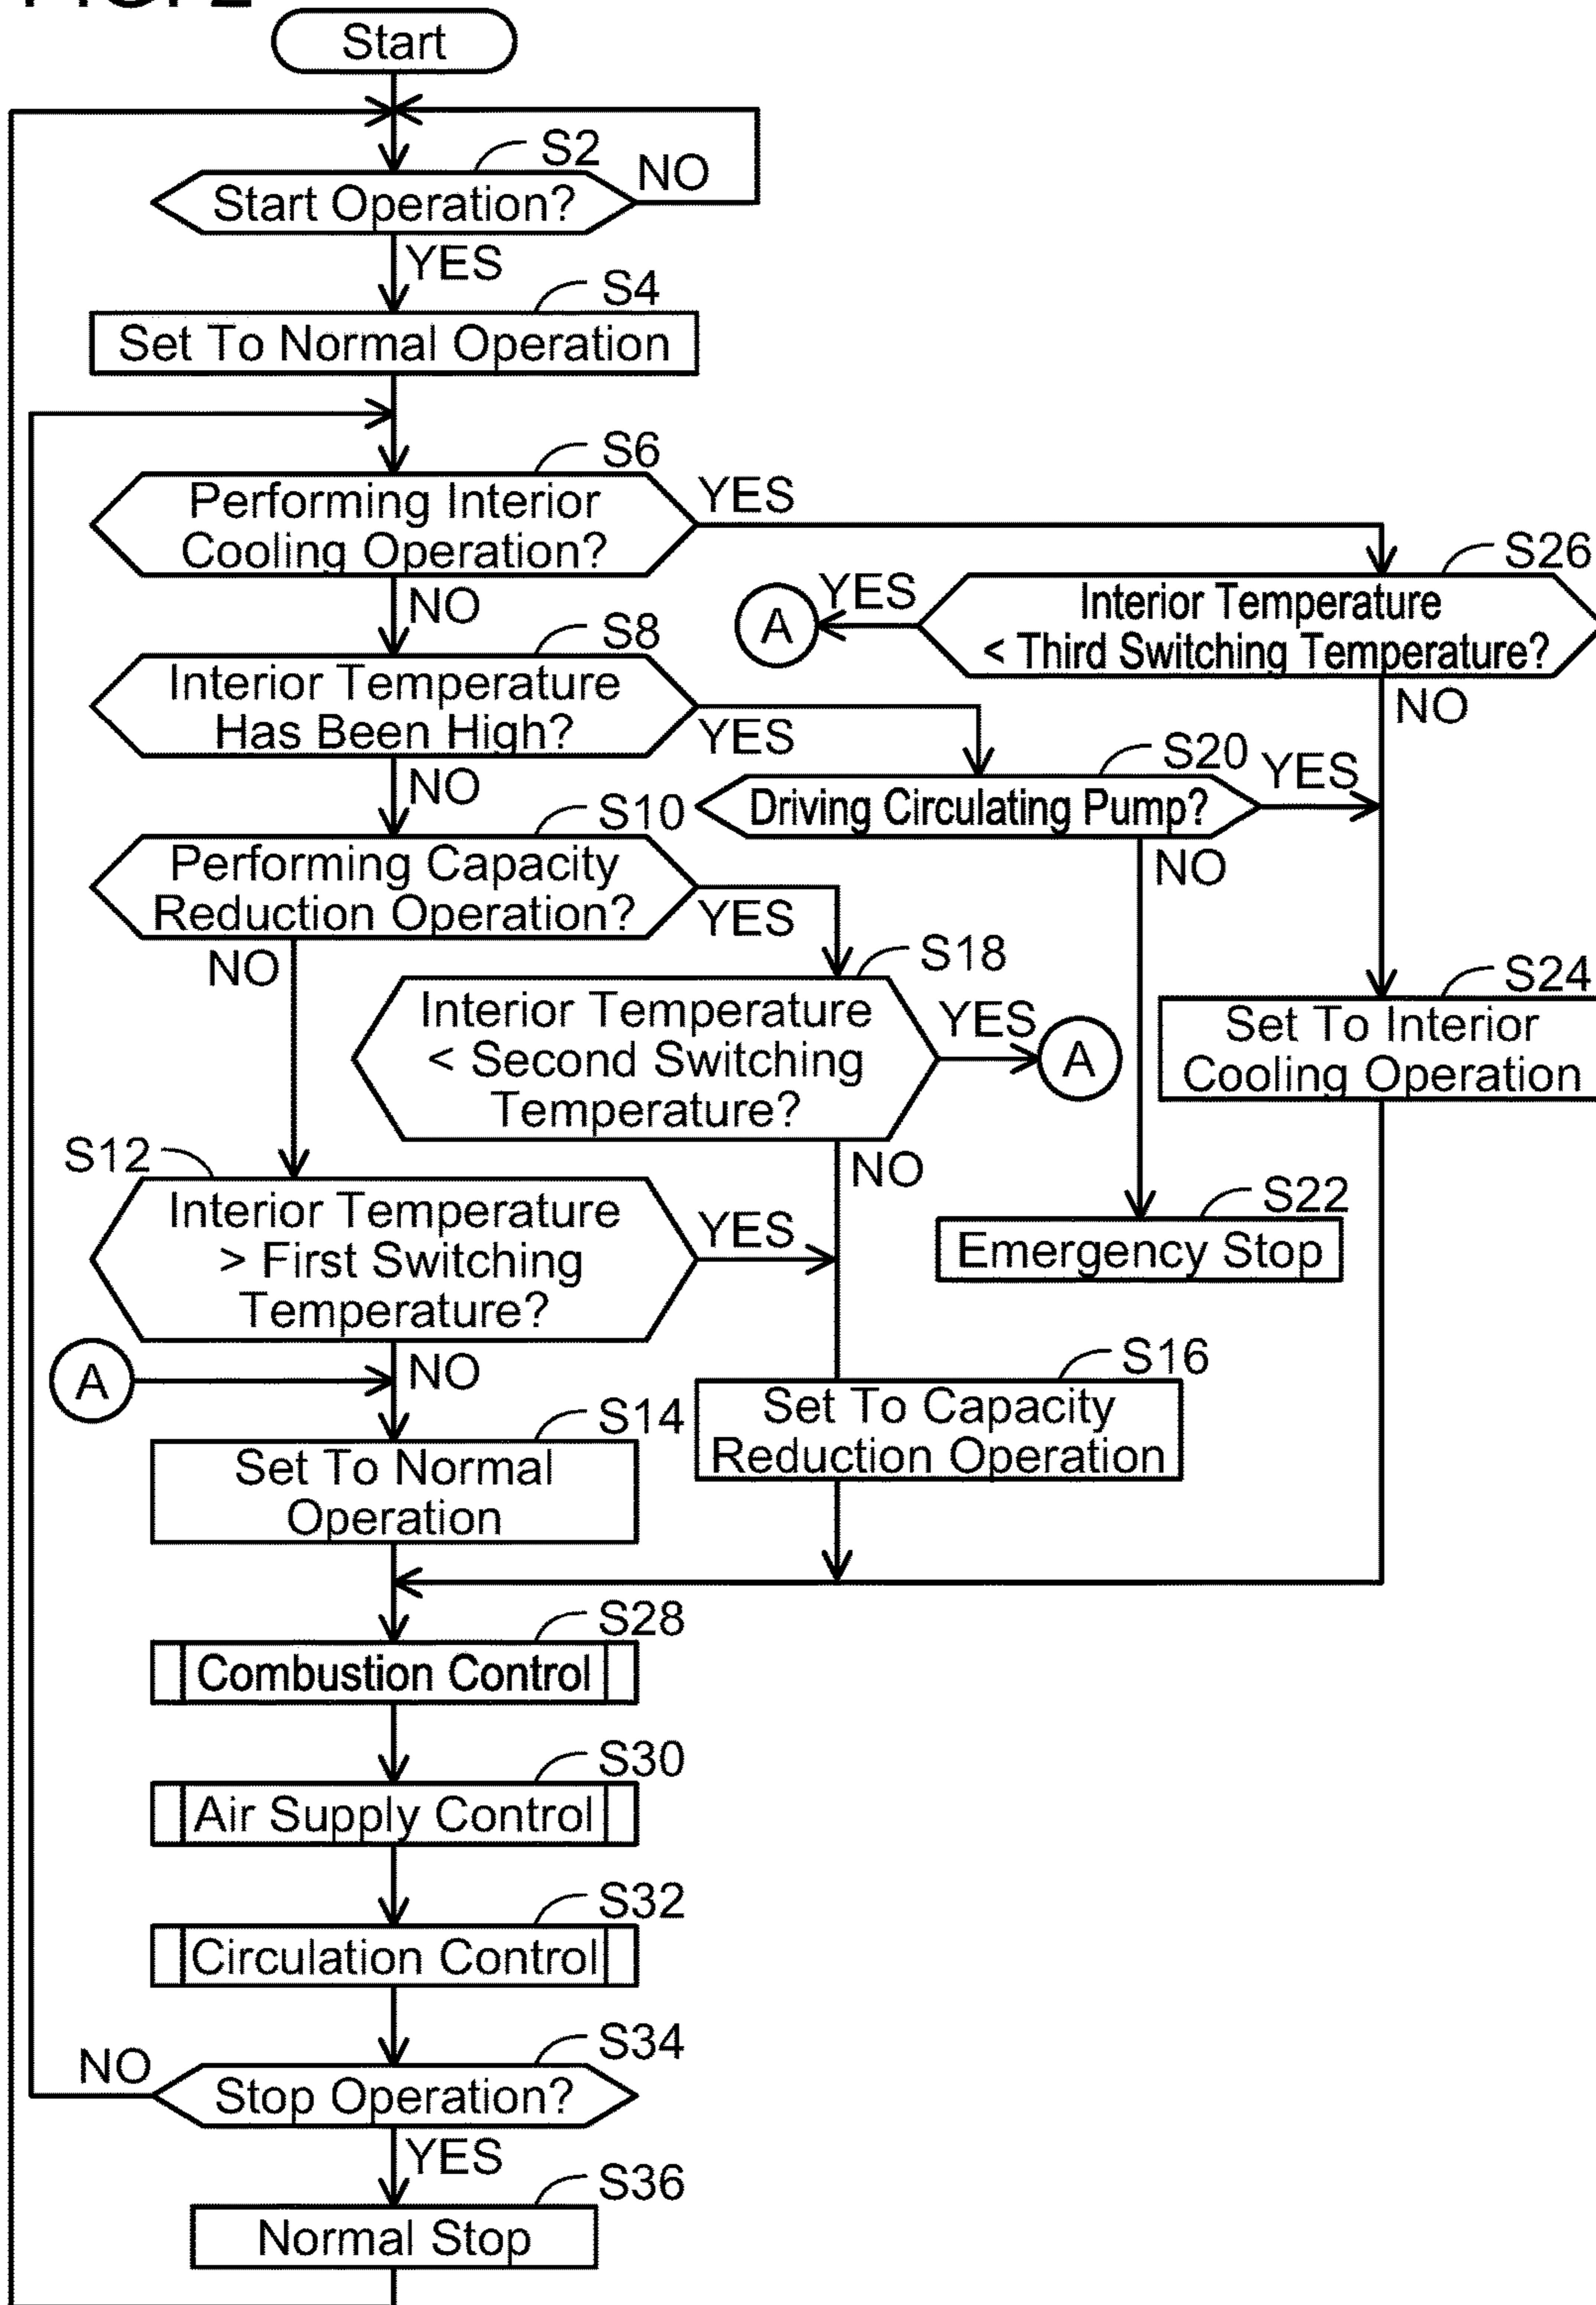 FIG. 2
Start
S2
NO
Start Operation?
YES
S4
Set To Normal Operation
S6
Performing Interior
Cooling Operation?
YES
NO
S26
Interior Temperature
< Third Switching Temperature?
YES
A
NO
S8
Interior Temperature
Has Been High?
YES
NO
S20
Driving Circulating Pump?
YES
NO
S10
Performing Capacity
Reduction Operation?
YES
NO
S18
Interior Temperature
< Second Switching
Temperature?
YES
A
NO
S24
Set To Interior
Cooling Operation
S12
Interior Temperature
> First Switching
Temperature?
YES
S22
Emergency Stop
A
NO
S16
Set To Capacity
Reduction Operation
S14
Set To Normal
Operation
S28
Combustion Control
S30
Air Supply Control
S32
Circulation Control
S34
NO
Stop Operation?
YES
S36
Normal Stop